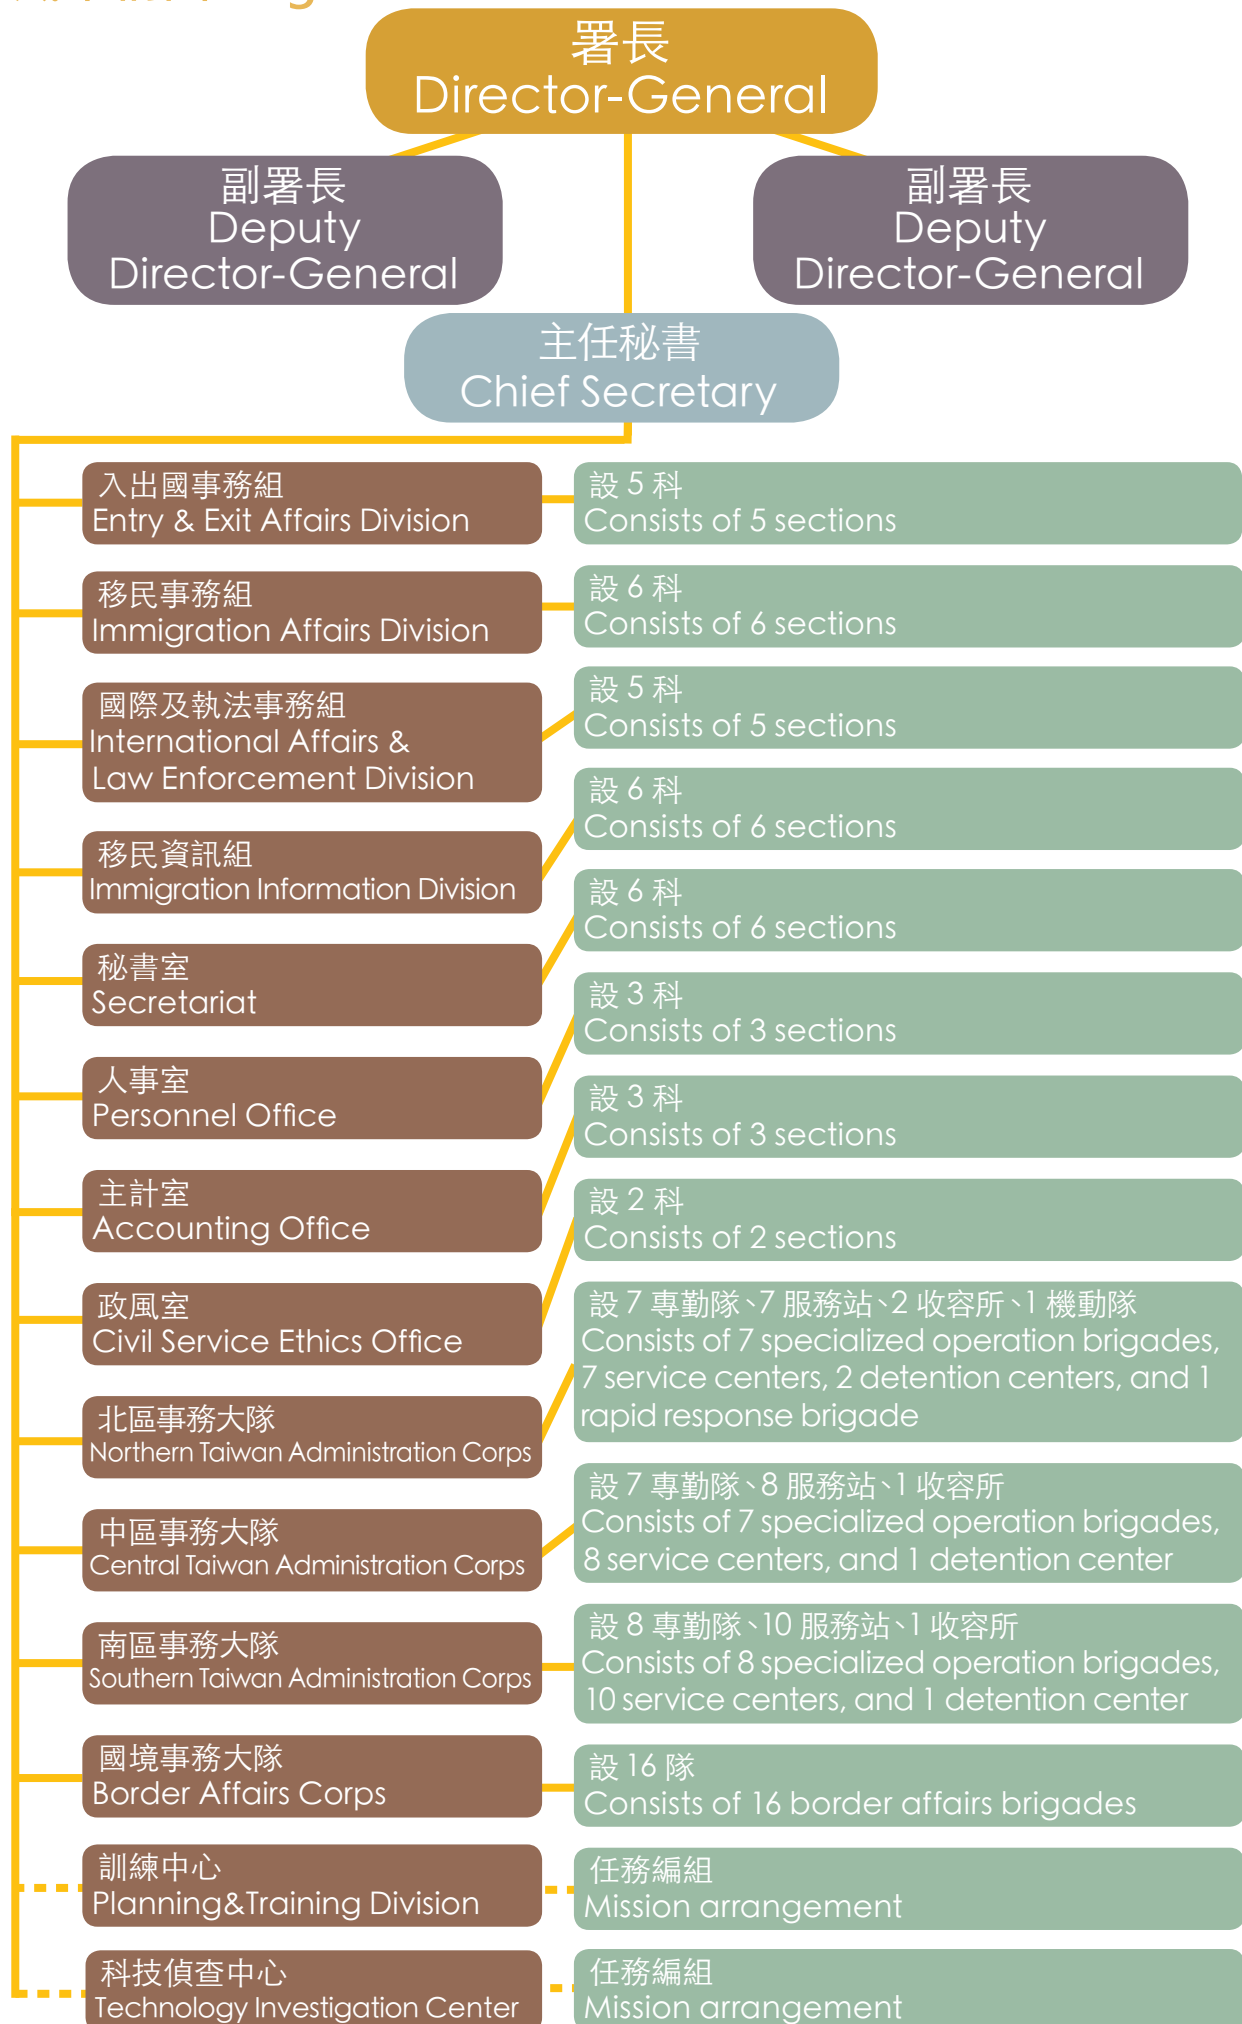 署長
Director-General
副署長
Deputy
Director-General
副署長
Deputy
Director-General
主任秘書
Chief Secretary
入出國事務組
Entry & Exit Affairs Division
設 5 科
Consists of 5 sections
移民事務組
Immigration Affairs Division
設 6 科
Consists of 6 sections
國際及執法事務組
International Affairs &
Law Enforcement Division
設 5 科
Consists of 5 sections
移民資訊組
Immigration Information Division
設 6 科
Consists of 6 sections
秘書室
Secretariat
設 6 科
Consists of 6 sections
人事室
Personnel Office
設 3 科
Consists of 3 sections
主計室
Accounting Office
設 3 科
Consists of 3 sections
政風室
Civil Service Ethics Office
設 2 科
Consists of 2 sections
北區事務大隊
Northern Taiwan Administration Corps
設 7 專勤隊、7 服務站、2 收容所、1 機動隊
Consists of 7 specialized operation brigades,
7 service centers, 2 detention centers, and 1
rapid response brigade
中區事務大隊
Central Taiwan Administration Corps
設 7 專勤隊、8 服務站、1 收容所
Consists of 7 specialized operation brigades,
8 service centers, and 1 detention center
南區事務大隊
Southern Taiwan Administration Corps
設 8 專勤隊、10 服務站、1 收容所
Consists of 8 specialized operation brigades,
10 service centers, and 1 detention center
國境事務大隊
Border Affairs Corps
設 16 隊
Consists of 16 border affairs brigades
訓練中心
Planning&Training Division
任務編組
Mission arrangement
科技偵查中心
Technology Investigation Center
任務編組
Mission arrangement